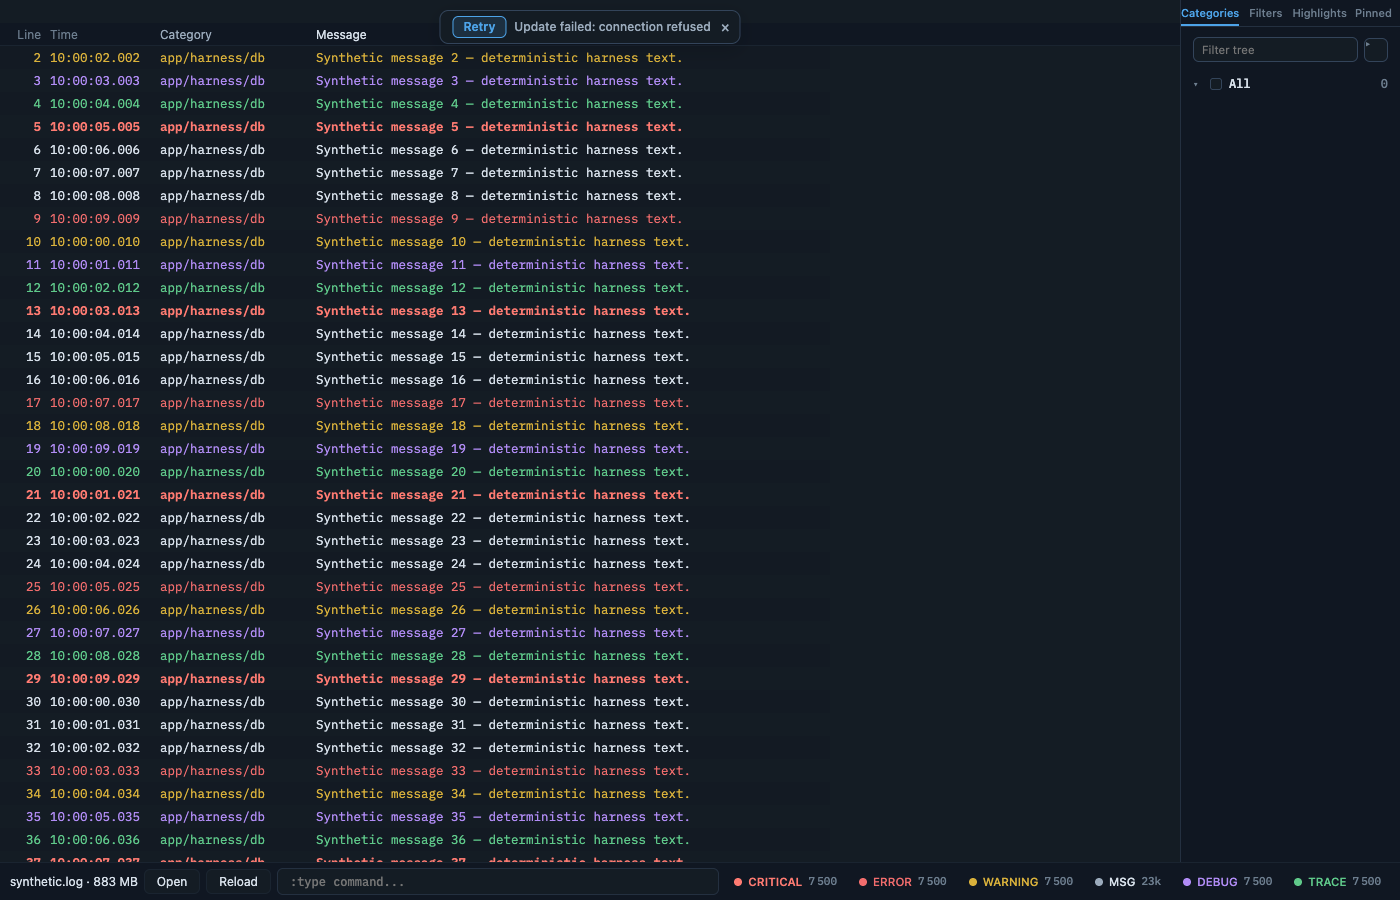 Retry Update failed: connection refused ×
Categories Filters Highlights Pinned
Line Time Category Message
Filter tree
All 0
2 10:00:02.002 app/harness/db Synthetic message 2 — deterministic harness text.
3 10:00:03.003 app/harness/db Synthetic message 3 — deterministic harness text.
4 10:00:04.004 app/harness/db Synthetic message 4 — deterministic harness text.
5 10:00:05.005 app/harness/db Synthetic message 5 — deterministic harness text.
6 10:00:06.006 app/harness/db Synthetic message 6 — deterministic harness text.
7 10:00:07.007 app/harness/db Synthetic message 7 — deterministic harness text.
8 10:00:08.008 app/harness/db Synthetic message 8 — deterministic harness text.
9 10:00:09.009 app/harness/db Synthetic message 9 — deterministic harness text.
10 10:00:00.010 app/harness/db Synthetic message 10 — deterministic harness text.
11 10:00:01.011 app/harness/db Synthetic message 11 — deterministic harness text.
12 10:00:02.012 app/harness/db Synthetic message 12 — deterministic harness text.
13 10:00:03.013 app/harness/db Synthetic message 13 — deterministic harness text.
14 10:00:04.014 app/harness/db Synthetic message 14 — deterministic harness text.
15 10:00:05.015 app/harness/db Synthetic message 15 — deterministic harness text.
16 10:00:06.016 app/harness/db Synthetic message 16 — deterministic harness text.
17 10:00:07.017 app/harness/db Synthetic message 17 — deterministic harness text.
18 10:00:08.018 app/harness/db Synthetic message 18 — deterministic harness text.
19 10:00:09.019 app/harness/db Synthetic message 19 — deterministic harness text.
20 10:00:00.020 app/harness/db Synthetic message 20 — deterministic harness text.
21 10:00:01.021 app/harness/db Synthetic message 21 — deterministic harness text.
22 10:00:02.022 app/harness/db Synthetic message 22 — deterministic harness text.
23 10:00:03.023 app/harness/db Synthetic message 23 — deterministic harness text.
24 10:00:04.024 app/harness/db Synthetic message 24 — deterministic harness text.
25 10:00:05.025 app/harness/db Synthetic message 25 — deterministic harness text.
26 10:00:06.026 app/harness/db Synthetic message 26 — deterministic harness text.
27 10:00:07.027 app/harness/db Synthetic message 27 — deterministic harness text.
28 10:00:08.028 app/harness/db Synthetic message 28 — deterministic harness text.
29 10:00:09.029 app/harness/db Synthetic message 29 — deterministic harness text.
30 10:00:00.030 app/harness/db Synthetic message 30 — deterministic harness text.
31 10:00:01.031 app/harness/db Synthetic message 31 — deterministic harness text.
32 10:00:02.032 app/harness/db Synthetic message 32 — deterministic harness text.
33 10:00:03.033 app/harness/db Synthetic message 33 — deterministic harness text.
34 10:00:04.034 app/harness/db Synthetic message 34 — deterministic harness text.
35 10:00:05.035 app/harness/db Synthetic message 35 — deterministic harness text.
36 10:00:06.036 app/harness/db Synthetic message 36 — deterministic harness text.
synthetic.log · 883 MB Open Reload :type command... CRITICAL 7 500 ERROR 7 500 WARNING 7 500 MSG 23k DEBUG 7 500 TRACE 7 500